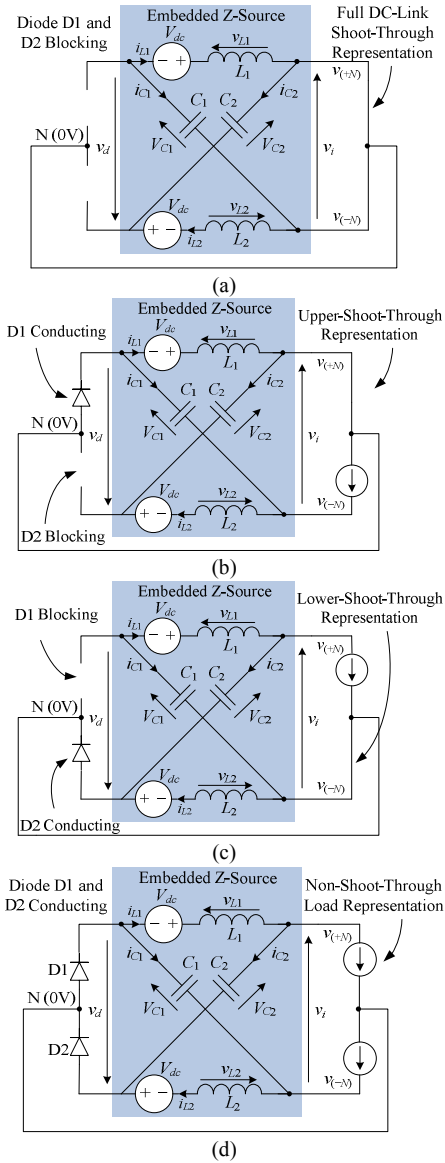 Diode D1 and
D2 Blocking
Embedded Z-Source
Full DC-Link
Shoot-Through
Representation
iL1
Vdc
vL1
L1
v(+N)
iC1
iC2
C1
C2
N (0V)
vd
VC1
VC2
vi
Vdc
vL2
v(−N)
iL2
L2
(a)
D1 Conducting
Embedded Z-Source
Upper-Shoot-Through
Representation
iL1
Vdc
vL1
L1
v(+N)
iC1
iC2
C1
C2
N (0V)
vd
VC1
VC2
vi
Vdc
vL2
v(−N)
iL2
L2
D2 Blocking
(b)
D1 Blocking
Embedded Z-Source
Lower-Shoot-Through
Representation
iL1
Vdc
vL1
L1
v(+N)
iC1
iC2
C1
C2
N (0V)
vd
VC1
VC2
vi
Vdc
vL2
v(−N)
iL2
L2
D2 Conducting
(c)
Diode D1 and
D2 Conducting
Embedded Z-Source
Non-Shoot-Through
Load Representation
iL1
Vdc
vL1
L1
v(+N)
iC1
iC2
D1
C1
C2
N (0V)
vd
VC1
VC2
vi
D2
Vdc
vL2
v(−N)
iL2
L2
(d)